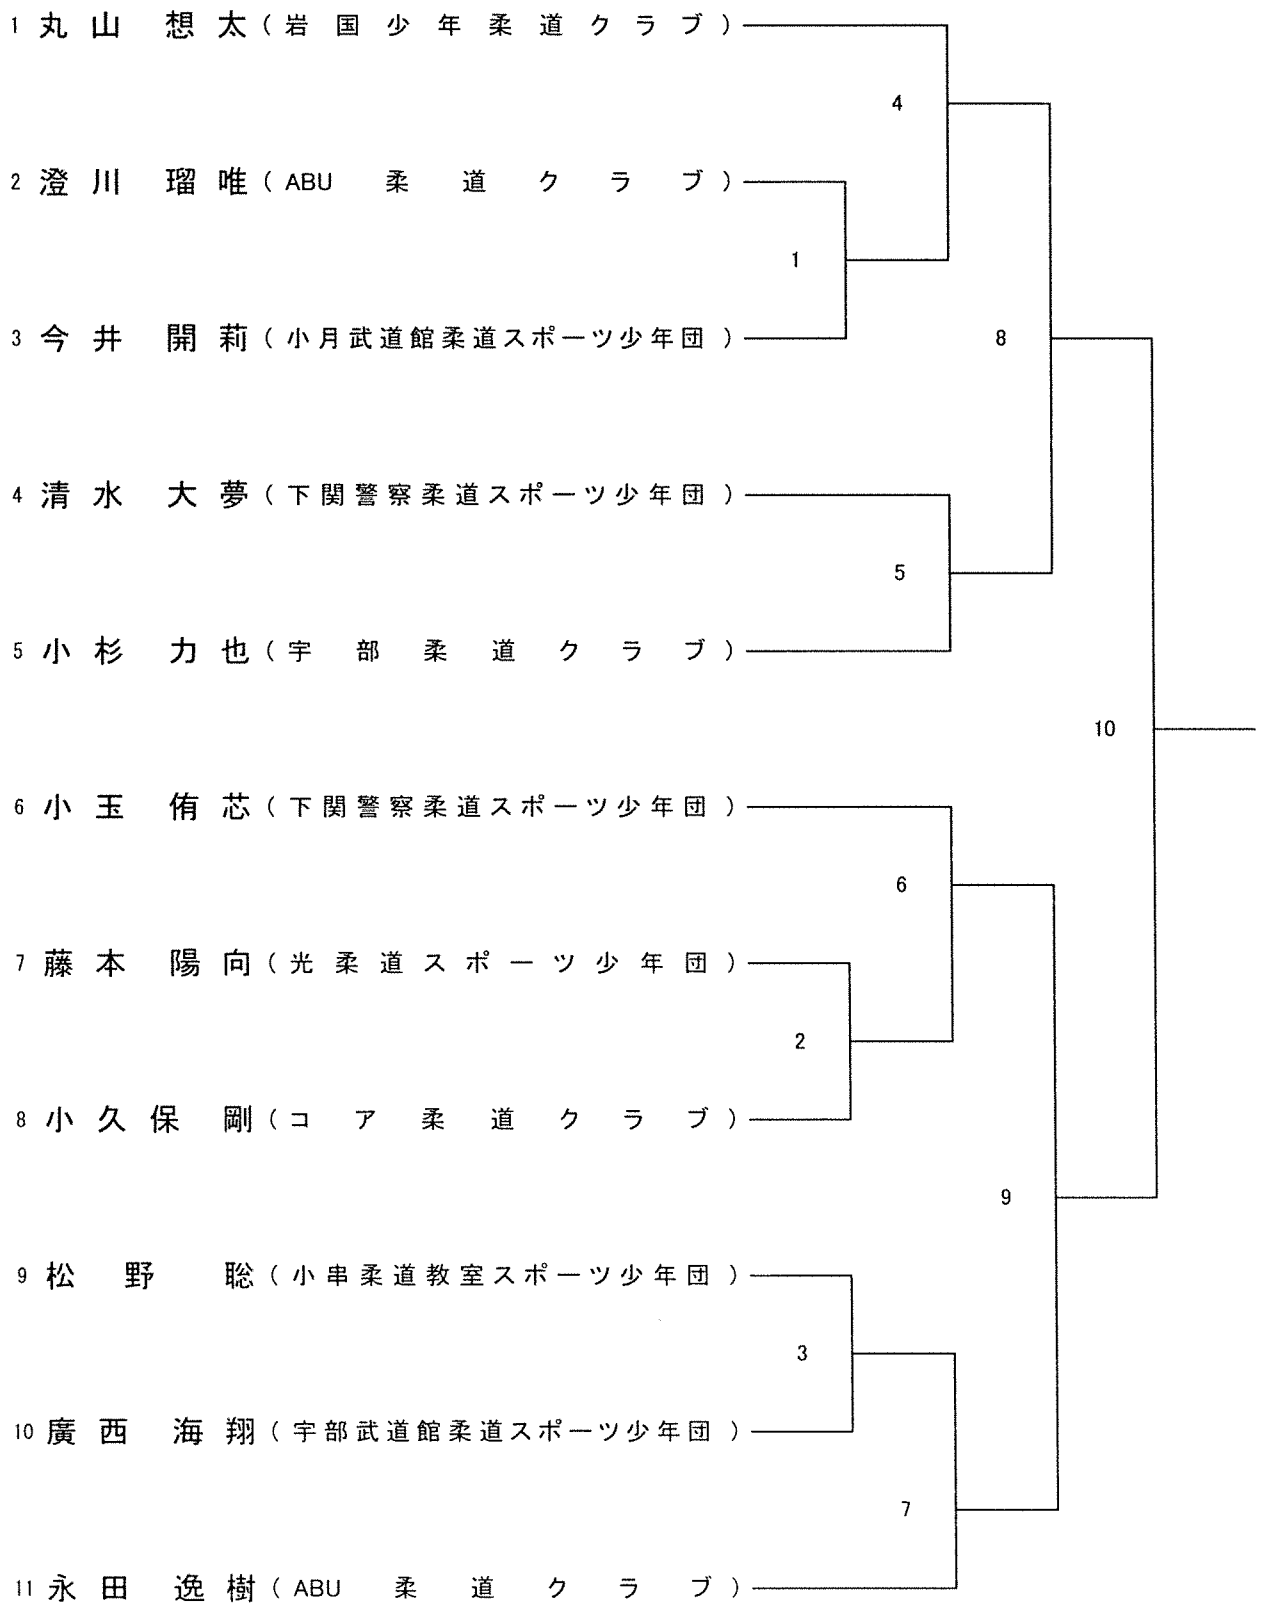 1 丸山 想太(岩国少年柔道クラブ)
4
2 澄川 瑠唯(ABU柔道クラブ)
1
3 今井 開莉(小月武道館柔道スポーツ少年団)
8
4 清水 大夢(下関警察柔道スポーツ少年団)
5
5 小杉 力也(宇部柔道クラブ)
10
6 小玉 侑芯(下関警察柔道スポーツ少年団)
6
7 藤本 陽向(光柔道スポーツ少年団)
2
8 小久保 剛(コア柔道クラブ)
9
9 松野 聡(小串柔道教室スポーツ少年団)
3
10 廣西 海翔(宇部武道館柔道スポーツ少年団)
7
11 永田 逸樹(ABU柔道クラブ)